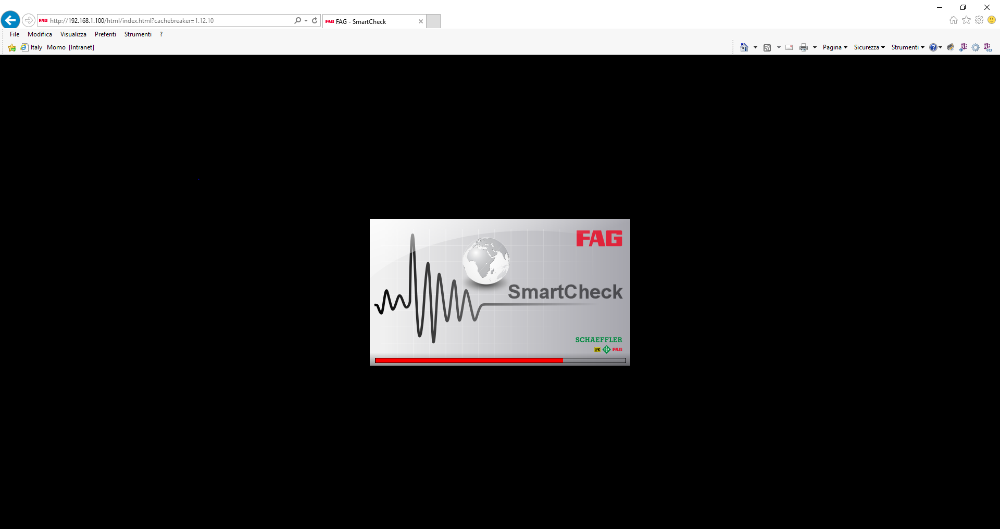 FAG http://192.168.1.100/html/index.html?cachebreaker=1.12.10
FAG FAG - SmartCheck
File Modifica Visualizza Preferiti Strumenti ?
Italy Momo [Intranet]
Pagina Sicurezza Strumenti
FAG
SmartCheck
SCHAEFFLER
LUK INA FAG